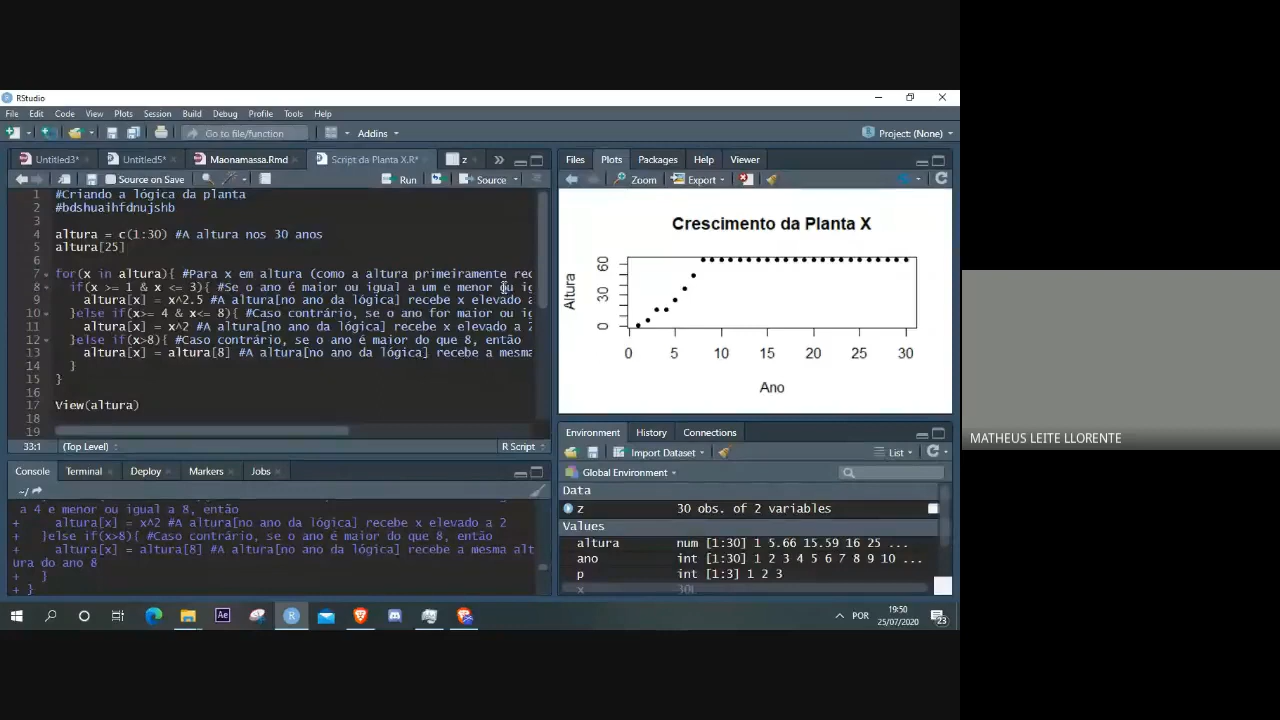 RStudio
File Edit Code View Plots Session Build Debug Profile Tools Help
Go to file/function Addins Project: (None)
Untitled3* Untitled5* Maonamassa.Rmd Script da Planta X.R* z
Source on Save Run Source
1 #Criando a lógica da planta
2 #bdshuaihfdnujshb
3
4 altura = c(1:30) #A altura nos 30 anos
5 altura[25]
6
7 for(x in altura){ #Para x em altura (como a altura primeiramente rec
8 if(x >= 1 & x <= 3){ #Se o ano é maior ou igual a um e menor ou ig
9 altura[x] = x^2.5 #A altura[no ano da lógica] recebe x elevado a
10 }else if(x>= 4 & x<= 8){ #Caso contrário, se o ano for maior ou ig
11 altura[x] = x^2 #A altura[no ano da lógica] recebe x elevado a 2
12 }else if(x>8){ #Caso contrário, se o ano é maior do que 8, então
13 altura[x] = altura[8] #A altura[no ano da lógica] recebe a mesma
14 }
15 }
16
17 View(altura)
18
19
33:1 (Top Level) R Script
Console Terminal Deploy Markers Jobs
~/
a 4 e menor ou igual a 8, então
+ altura[x] = x^2 #A altura[no ano da lógica] recebe x elevado a 2
+ }else if(x>8){ #Caso contrário, se o ano é maior do que 8, então
+ altura[x] = altura[8] #A altura[no ano da lógica] recebe a mesma alt
ura do ano 8
+ }
+ }
Files Plots Packages Help Viewer
Zoom Export
Crescimento da Planta X
Altura
60
30
0
0 5 10 15 20 25 30
Ano
Environment History Connections
Import Dataset List
Global Environment
Data
z 30 obs. of 2 variables
Values
altura num [1:30] 1 5.66 15.59 16 25 ...
ano int [1:30] 1 2 3 4 5 6 7 8 9 10 ...
p int [1:3] 1 2 3
x 30L
Ae R POR 19:50
25/07/2020 23
MATHEUS LEITE LLORENTE